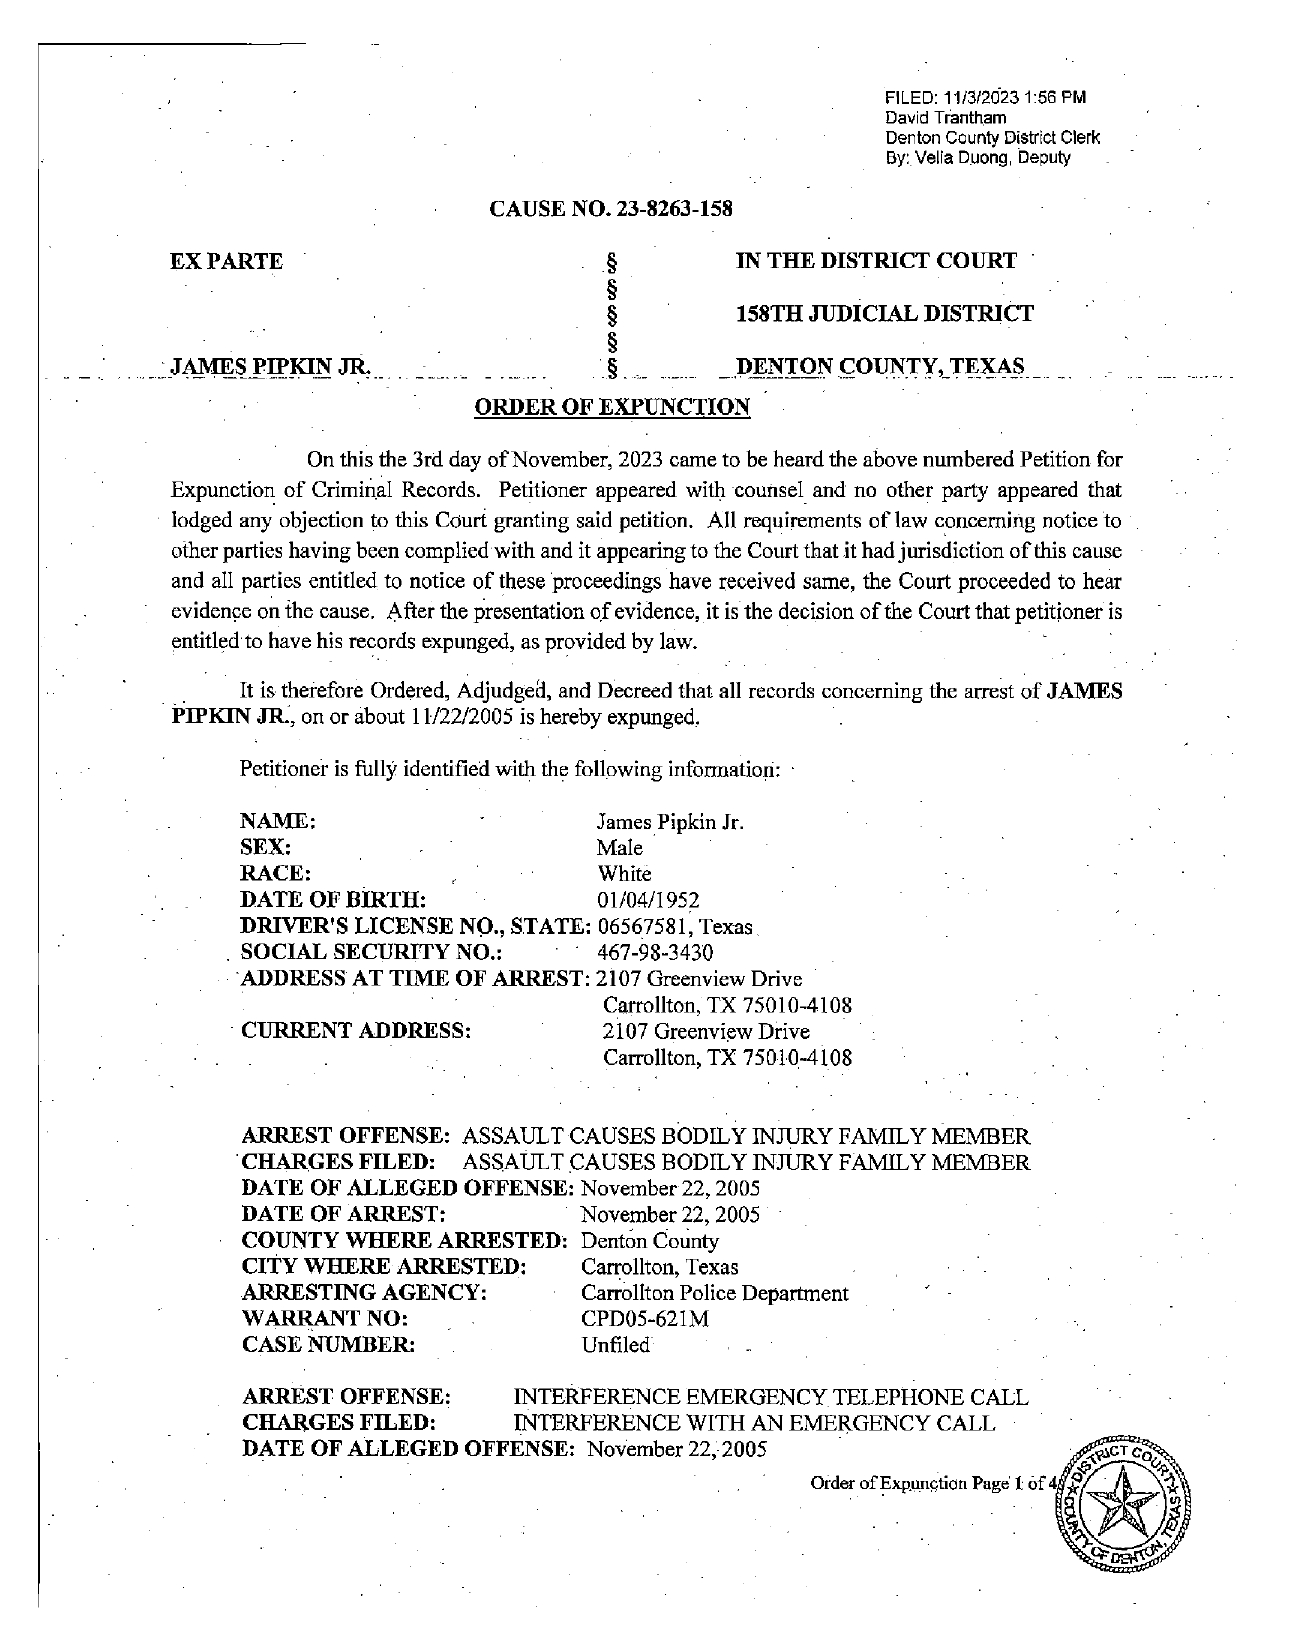 FILED: 11/3/2023 1:56 PM
David Trantham
Denton County District Clerk
By: Velia Duong, Deputy
CAUSE NO. 23-8263-158
EX PARTE § IN THE DISTRICT COURT
§
§ 158TH JUDICIAL DISTRICT
§
JAMES PIPKIN JR. § DENTON COUNTY, TEXAS
ORDER OF EXPUNCTION
On this the 3rd day of November, 2023 came to be heard the above numbered Petition for
Expunction of Criminal Records. Petitioner appeared with counsel and no other party appeared that
lodged any objection to this Court granting said petition. All requirements of law concerning notice to
other parties having been complied with and it appearing to the Court that it had jurisdiction of this cause
and all parties entitled to notice of these proceedings have received same, the Court proceeded to hear
evidence on the cause. After the presentation of evidence, it is the decision of the Court that petitioner is
entitled to have his records expunged, as provided by law.
It is therefore Ordered, Adjudged, and Decreed that all records concerning the arrest of JAMES
PIPKIN JR., on or about 11/22/2005 is hereby expunged.
Petitioner is fully identified with the following information:
NAME: James Pipkin Jr.
SEX: Male
RACE: White
DATE OF BIRTH: 01/04/1952
DRIVER'S LICENSE NO., STATE: 06567581, Texas
SOCIAL SECURITY NO.: 467-98-3430
ADDRESS AT TIME OF ARREST: 2107 Greenview Drive
Carrollton, TX 75010-4108
CURRENT ADDRESS: 2107 Greenview Drive
Carrollton, TX 75010-4108
ARREST OFFENSE: ASSAULT CAUSES BODILY INJURY FAMILY MEMBER
CHARGES FILED: ASSAULT CAUSES BODILY INJURY FAMILY MEMBER
DATE OF ALLEGED OFFENSE: November 22, 2005
DATE OF ARREST: November 22, 2005
COUNTY WHERE ARRESTED: Denton County
CITY WHERE ARRESTED: Carrollton, Texas
ARRESTING AGENCY: Carrollton Police Department
WARRANT NO: CPD05-621M
CASE NUMBER: Unfiled
ARREST OFFENSE: INTERFERENCE EMERGENCY TELEPHONE CALL
CHARGES FILED: INTERFERENCE WITH AN EMERGENCY CALL
DATE OF ALLEGED OFFENSE: November 22, 2005
Order of Expunction Page 1 of 4
DISTRICT COURT
COUNTY OF DENTON, TEXAS